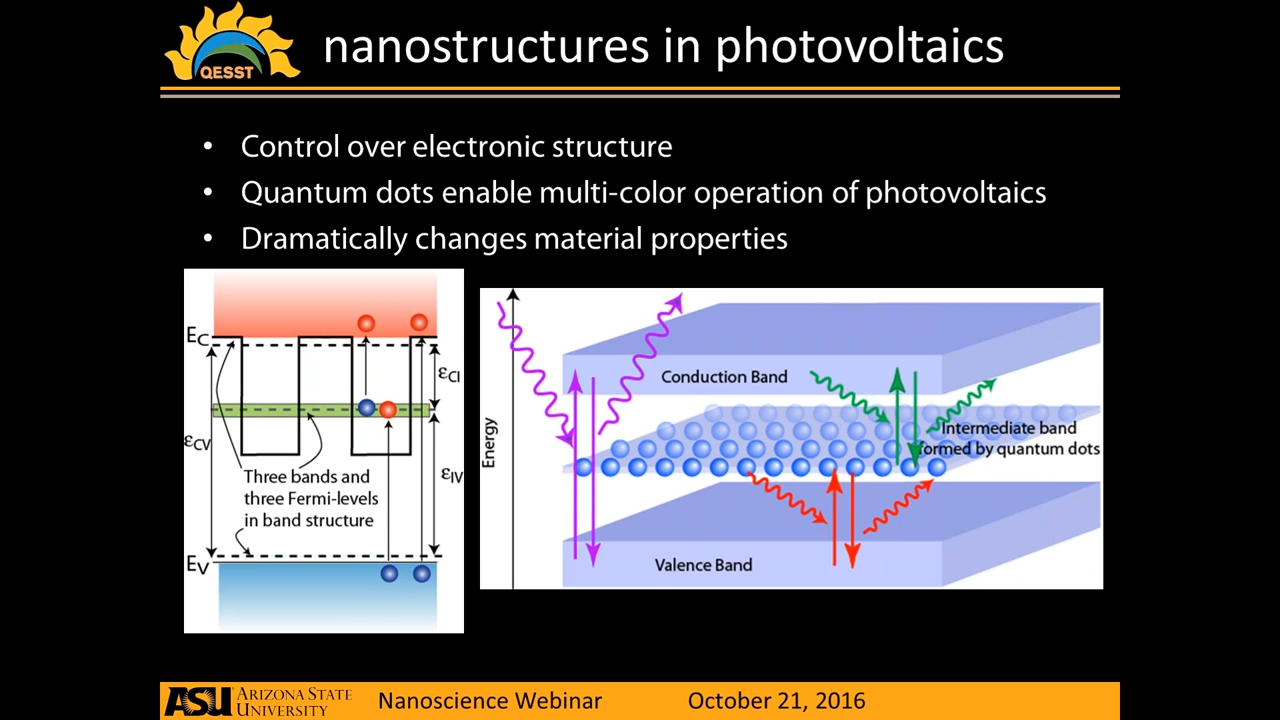 QESST
nanostructures in photovoltaics
• Control over electronic structure
• Quantum dots enable multi-color operation of photovoltaics
• Dramatically changes material properties
EC
εCI
εCV
εIV
Three bands and
three Fermi-levels
in band structure
EV
Energy
Conduction Band
Intermediate band
formed by quantum dots
Valence Band
ASU ARIZONA STATE
UNIVERSITY
Nanoscience Webinar October 21, 2016